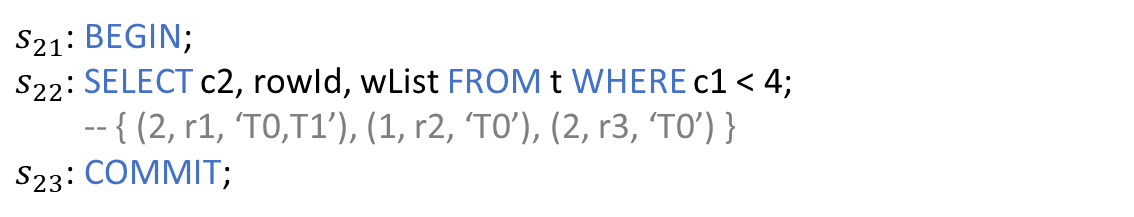 s21: BEGIN;
s22: SELECT c2, rowId, wList FROM t WHERE c1 < 4;
-- { (2, r1, ‘T0,T1’), (1, r2, ‘T0’), (2, r3, ‘T0’) }
s23: COMMIT;